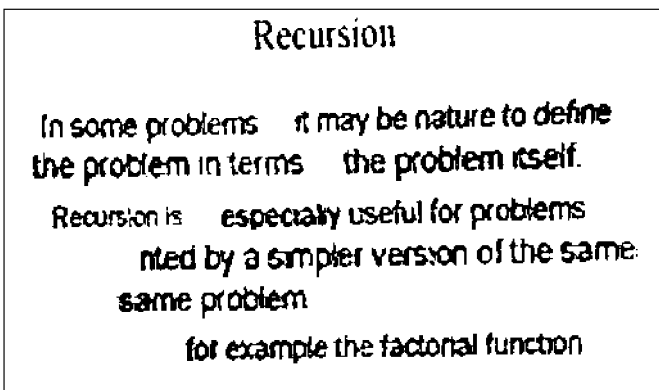 Recursion
In some problems it may be nature to define
the problem in terms the problem itself.
Recursion is especially useful for problems
nted by a simpler version of the same
same problem
for example the factorial function